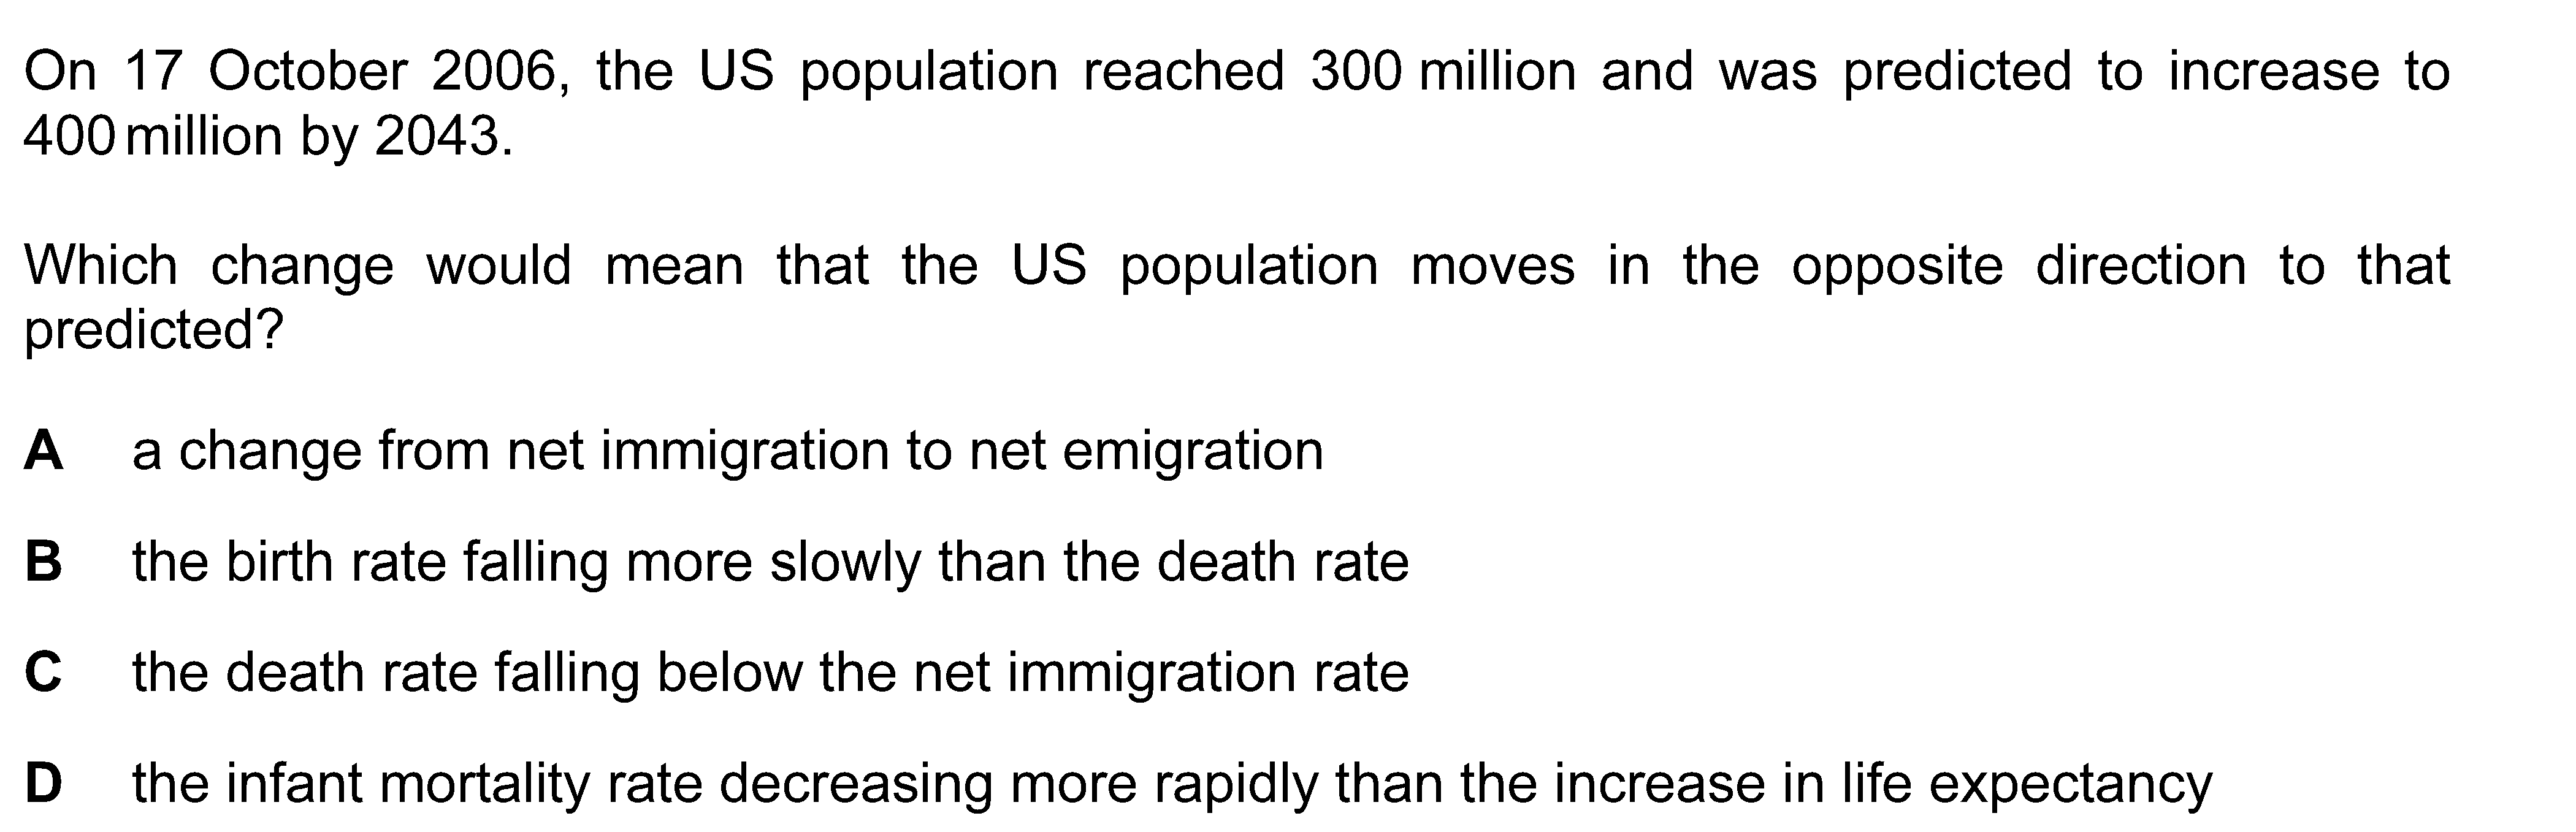 On 17 October 2006, the US population reached 300 million and was predicted to increase to
400 million by 2043.
Which change would mean that the US population moves in the opposite direction to that
predicted?
A a change from net immigration to net emigration
B the birth rate falling more slowly than the death rate
C the death rate falling below the net immigration rate
D the infant mortality rate decreasing more rapidly than the increase in life expectancy